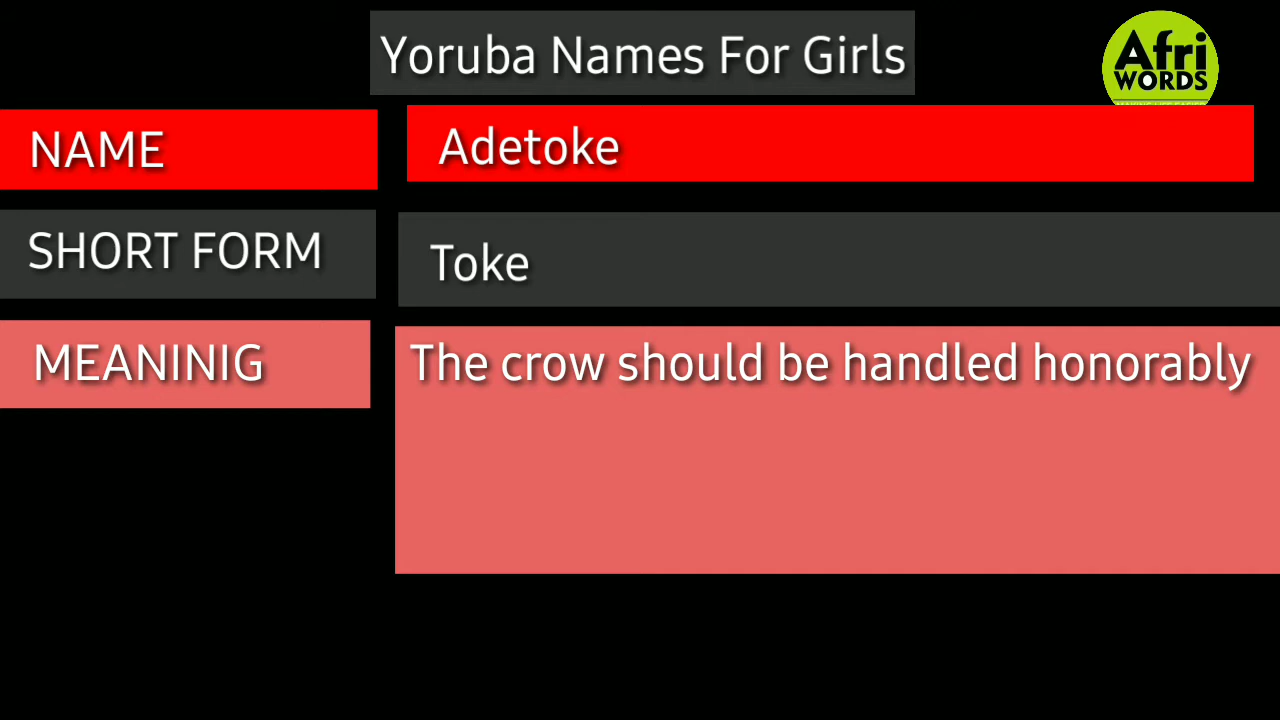 Yoruba Names For Girls
Afri
WORDS
NAME
Adetoke
SHORT FORM
Toke
MEANINIG
The crow should be handled honorably